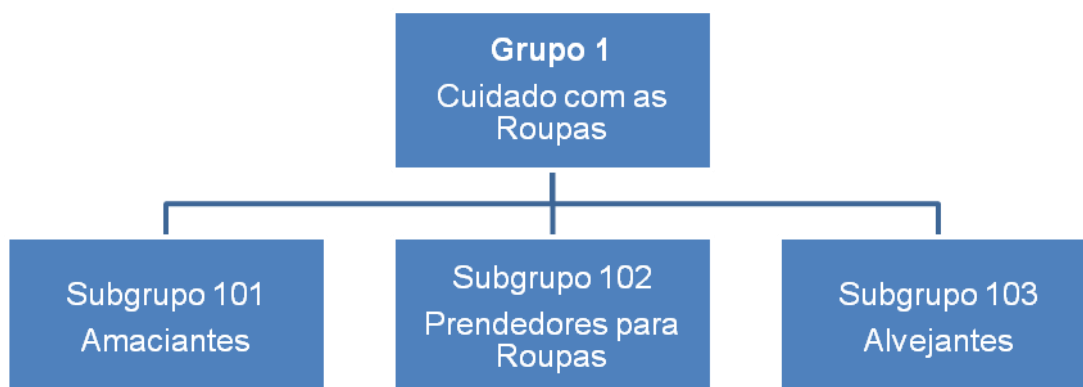 Grupo 1
Cuidado com as
Roupas
Subgrupo 101
Amaciantes
Subgrupo 102
Prendedores para
Roupas
Subgrupo 103
Alvejantes